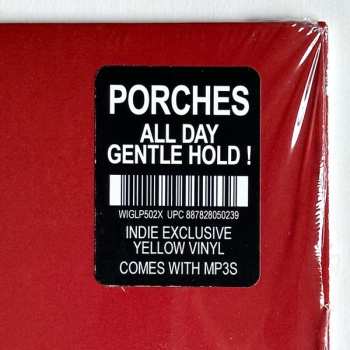 PORCHES
ALL DAY
GENTLE HOLD !
WIGLP502X UPC 887828050239
INDIE EXCLUSIVE
YELLOW VINYL
COMES WITH MP3S